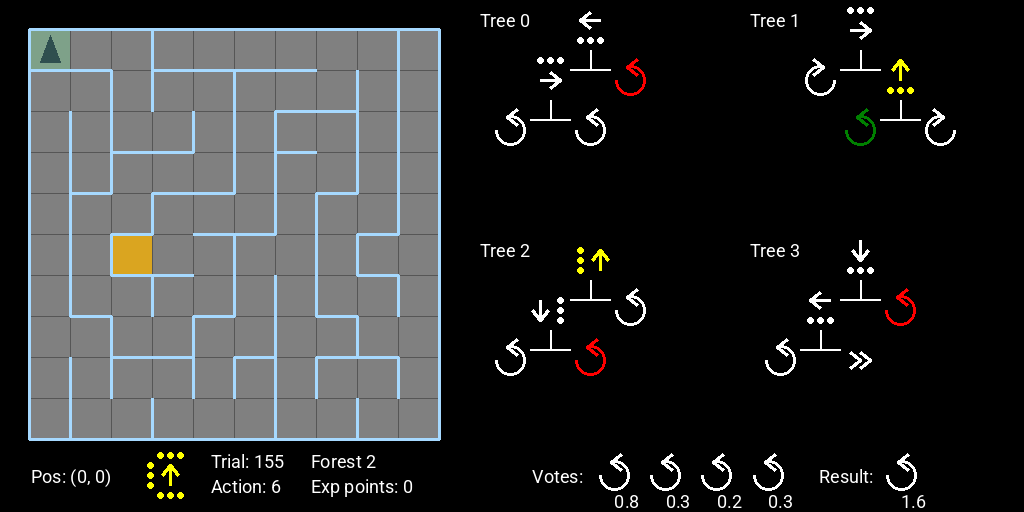 Tree 0
Tree 1
Tree 2
Tree 3
Pos: (0, 0)
Trial: 155
Forest 2
Action: 6
Exp points: 0
Votes:
0.8
0.3
0.2
0.3
Result:
1.6